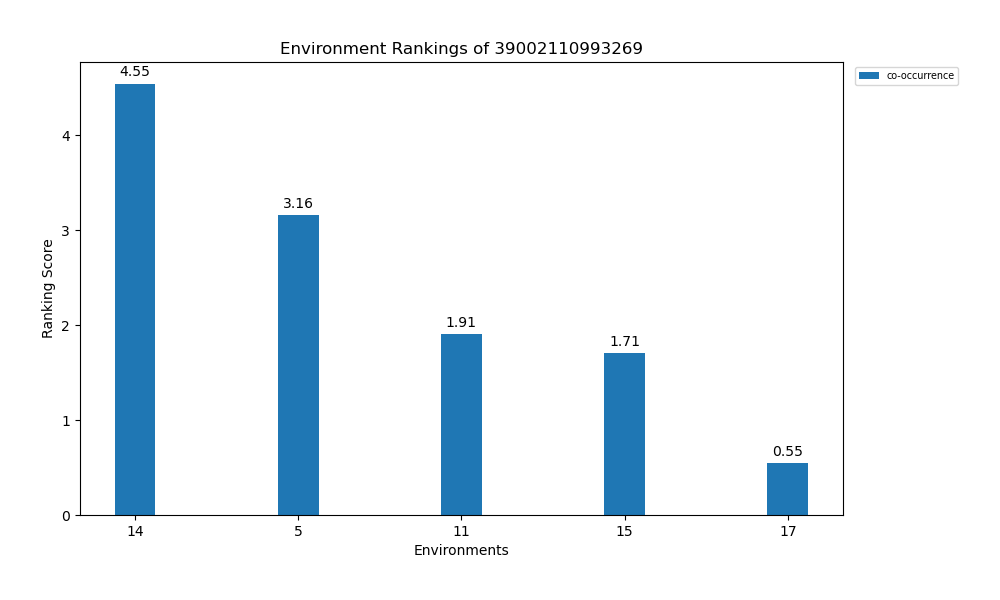 Environment Rankings of 39002110993269
4.55
co-occurrence
4
3.16
3
Ranking Score
2
1.91
1.71
1
0.55
0
14 5 11 15 17
Environments